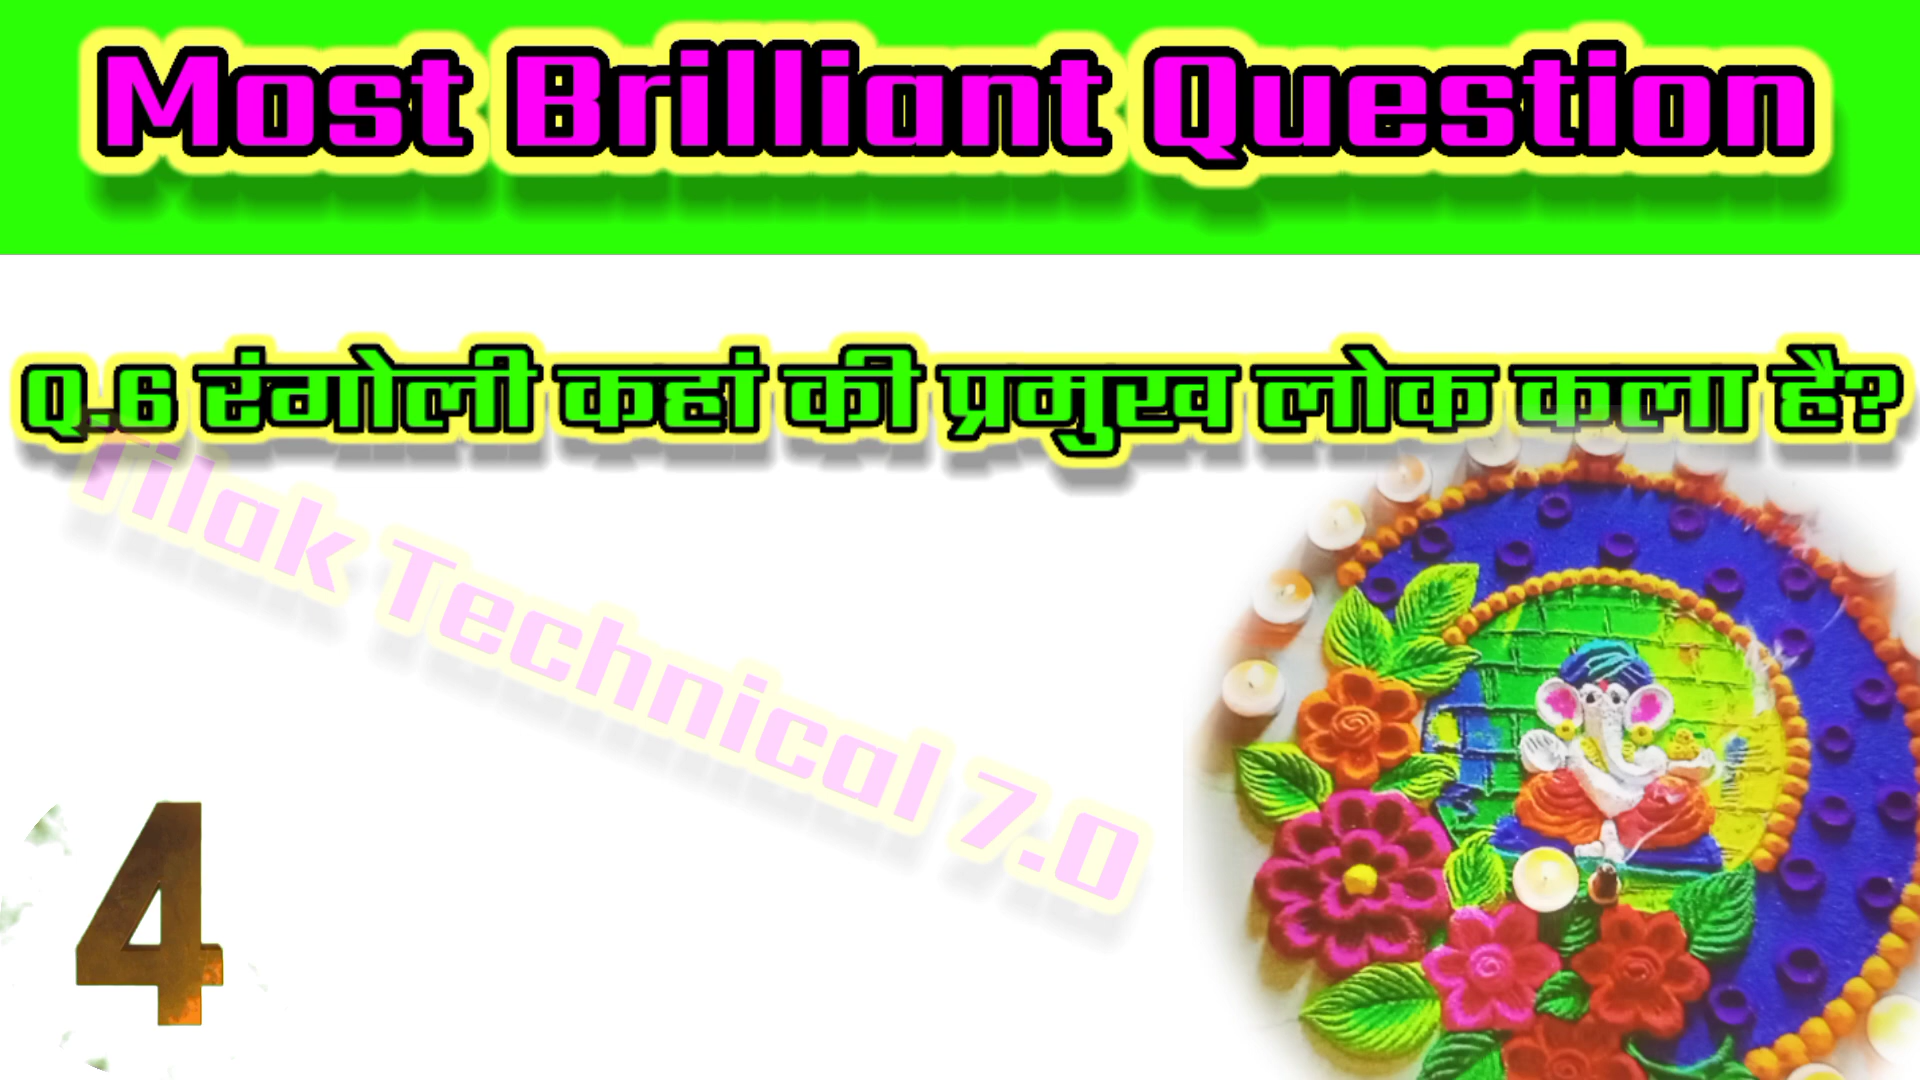 Most Brilliant Question
Q.6 रंगोली कहां की प्रमुख लोक कला है?
Tilak Technical 7.0
4